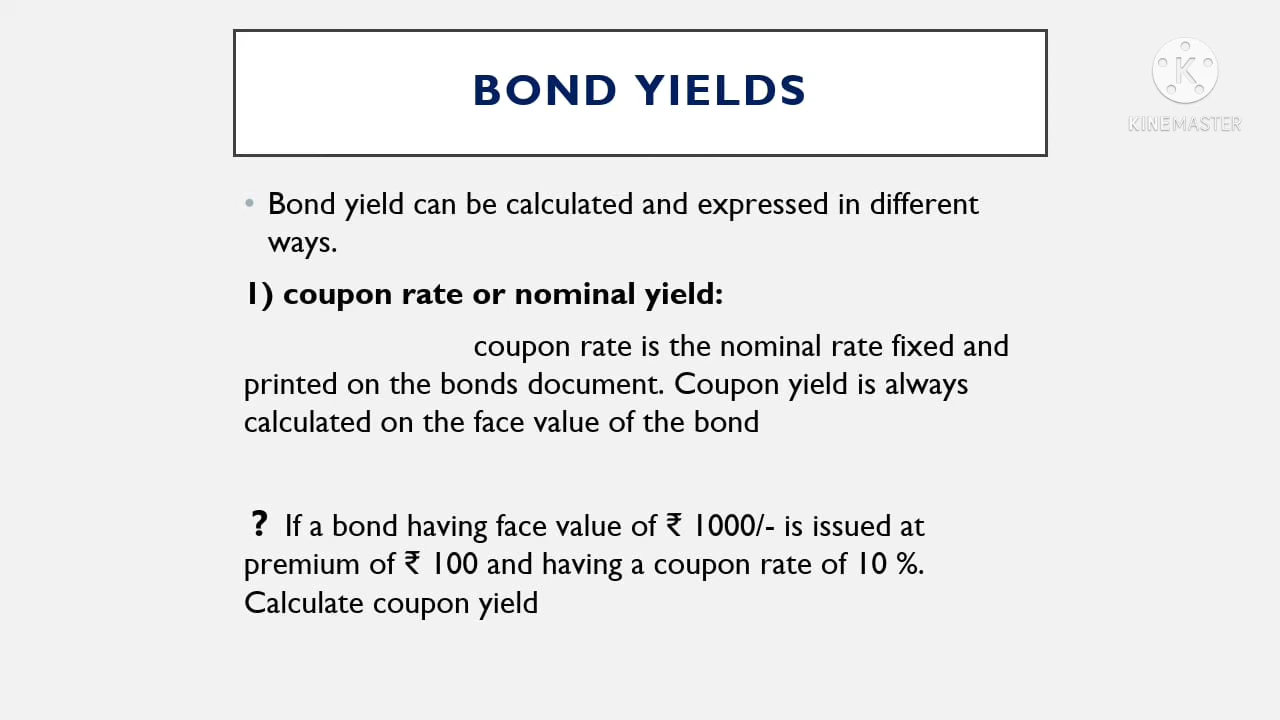 BOND YIELDS
K
KINEMASTER
• Bond yield can be calculated and expressed in different
ways.
1) coupon rate or nominal yield:
coupon rate is the nominal rate fixed and
printed on the bonds document. Coupon yield is always
calculated on the face value of the bond
? If a bond having face value of ₹ 1000/- is issued at
premium of ₹ 100 and having a coupon rate of 10 %.
Calculate coupon yield